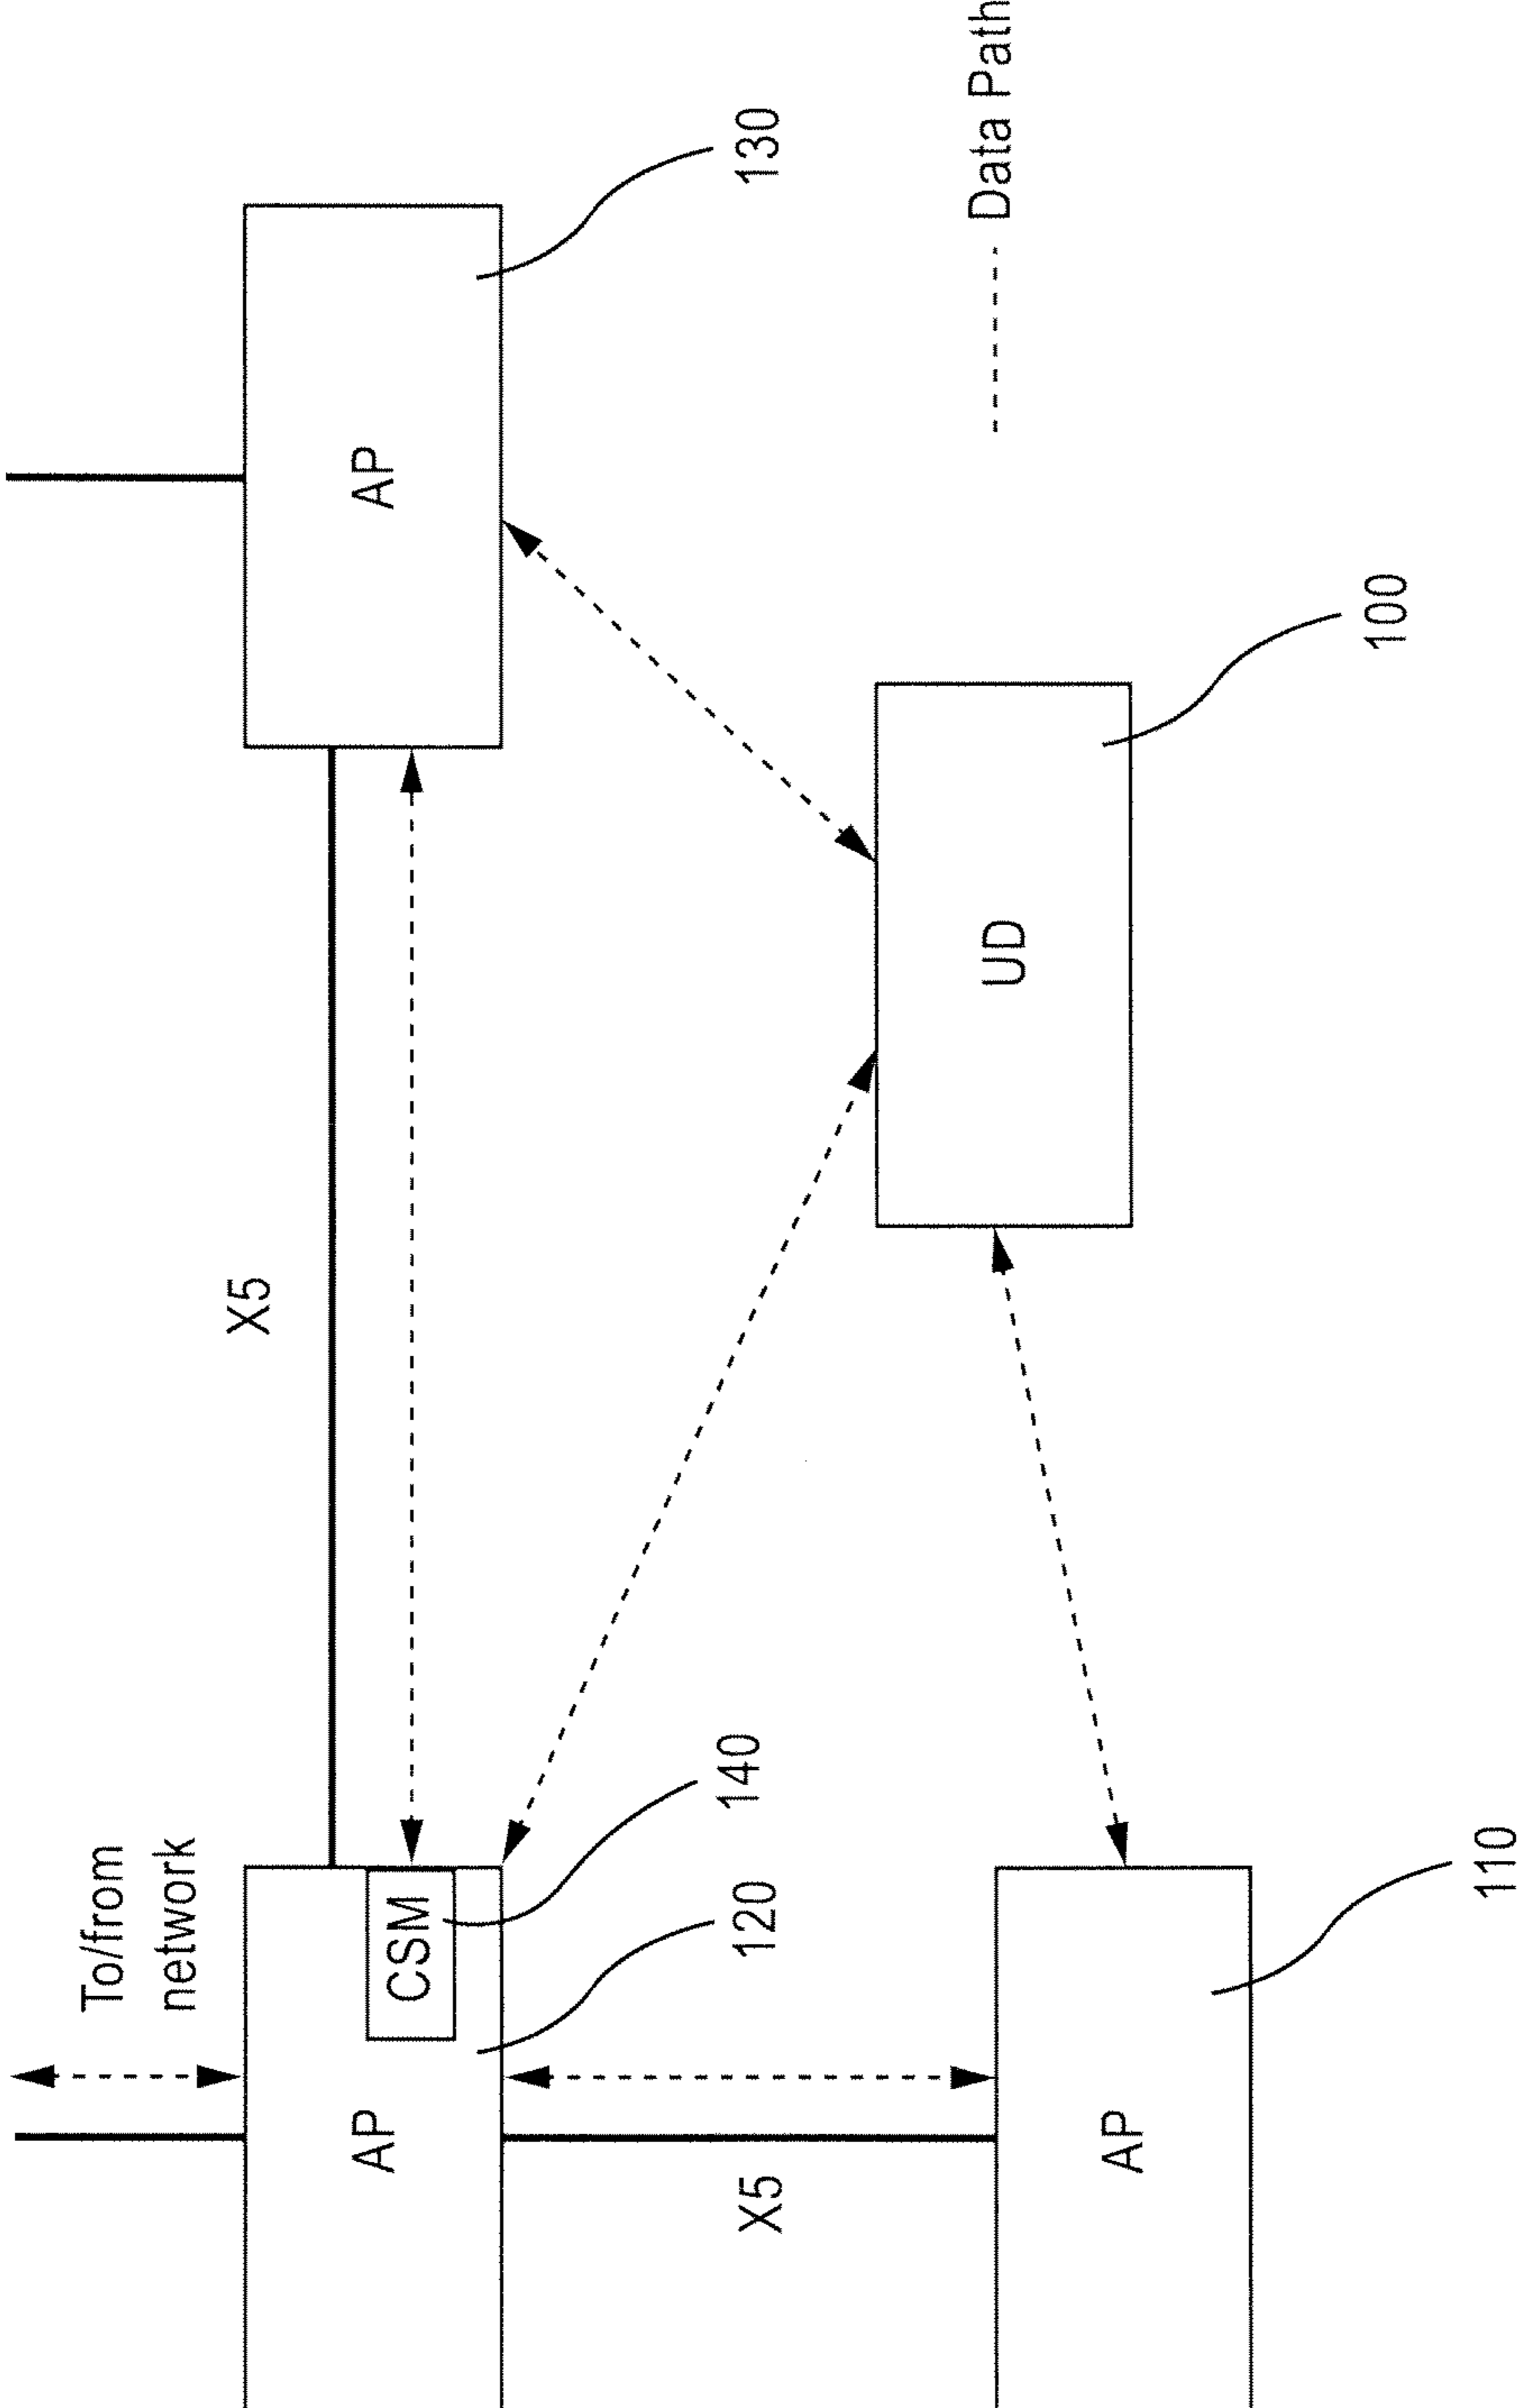 To/from
network
AP
CSM
140
120
X5
AP
130
X5
AP
110
UD
100
Data Path